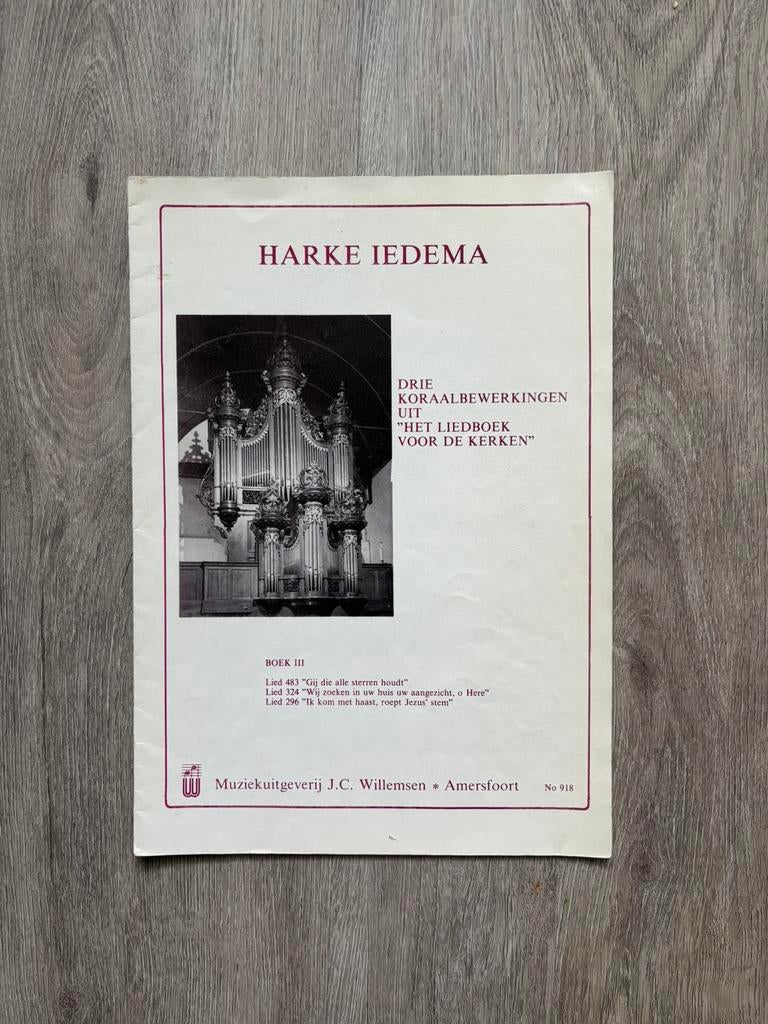 HARKE IEDEMA
DRIE
KORAALBEWERKINGEN
UIT
"HET LIEDBOEK
VOOR DE KERKEN"
BOEK III
Lied 483 "Gij die alle sterren houdt"
Lied 324 "Wij zoeken in uw huis uw aangezicht, o Here"
Lied 296 "Ik kom met haast, roept Jezus' stem"
W Muziekuitgeverij J.C. Willemsen * Amersfoort No 918